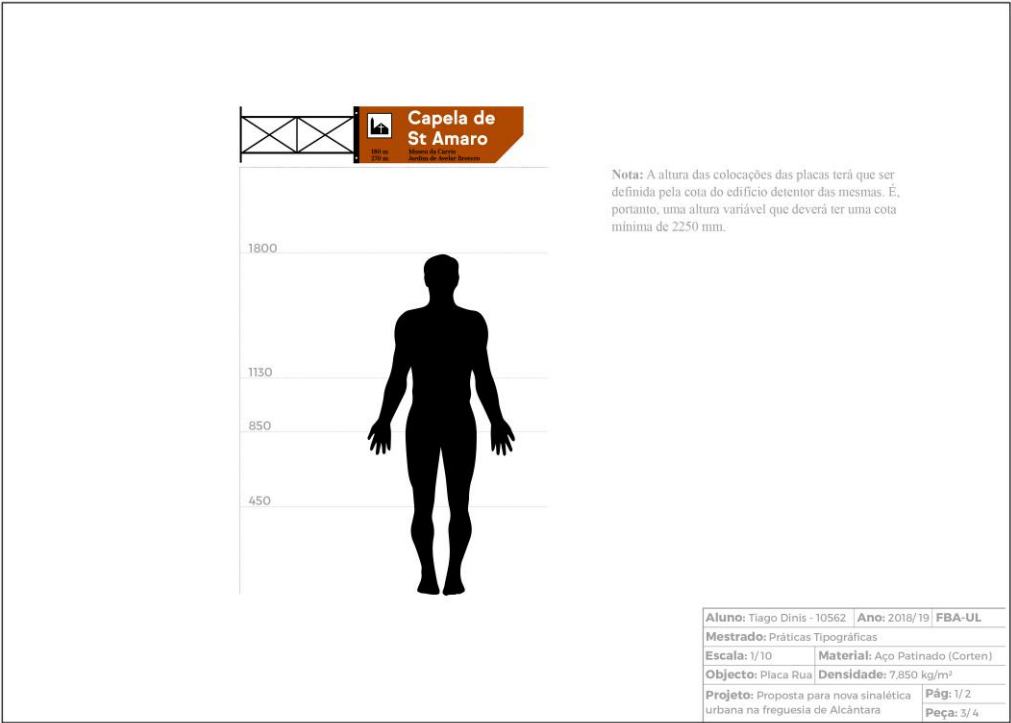 Capela de
St Amaro
180 m Museu da Carris
270 m Jardim de Avelar Brotero
Nota: A altura das colocações das placas terá que ser
definida pela cota do edifício detentor das mesmas. É,
portanto, uma altura variável que deverá ter uma cota
mínima de 2250 mm.
1800
1130
850
450
Aluno: Tiago Dinis - 10562 Ano: 2018/19 FBA-UL
Mestrado: Práticas Tipográficas
Escala: 1/10 Material: Aço Patinado (Corten)
Objecto: Placa Rua Densidade: 7,850 kg/m²
Projeto: Proposta para nova sinalética
urbana na freguesia de Alcântara
Pág: 1/2
Peça: 3/4